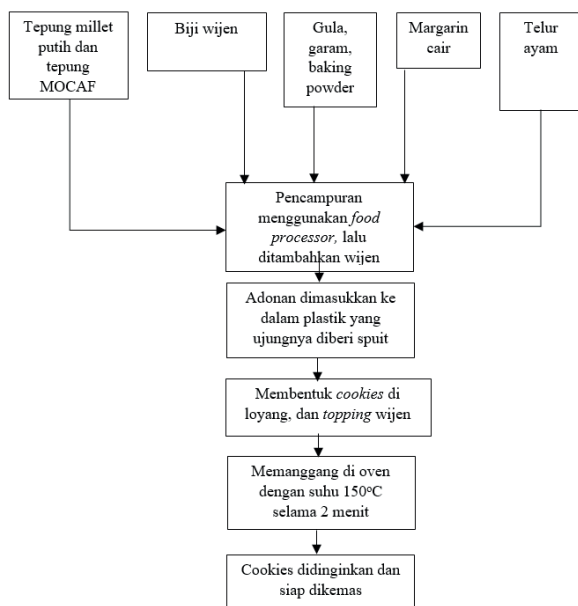 Tepung millet
putih dan
tepung
MOCAF
Biji wijen
Gula,
garam,
baking
powder
Margarin
cair
Telur
ayam
Pencampuran
menggunakan food
processor, lalu
ditambahkan wijen
Adonan dimasukkan ke
dalam plastik yang
ujungnya diberi spuit
Membentuk cookies di
loyang, dan topping wijen
Memanggang di oven
dengan suhu 150°C
selama 2 menit
Cookies didinginkan dan
siap dikemas